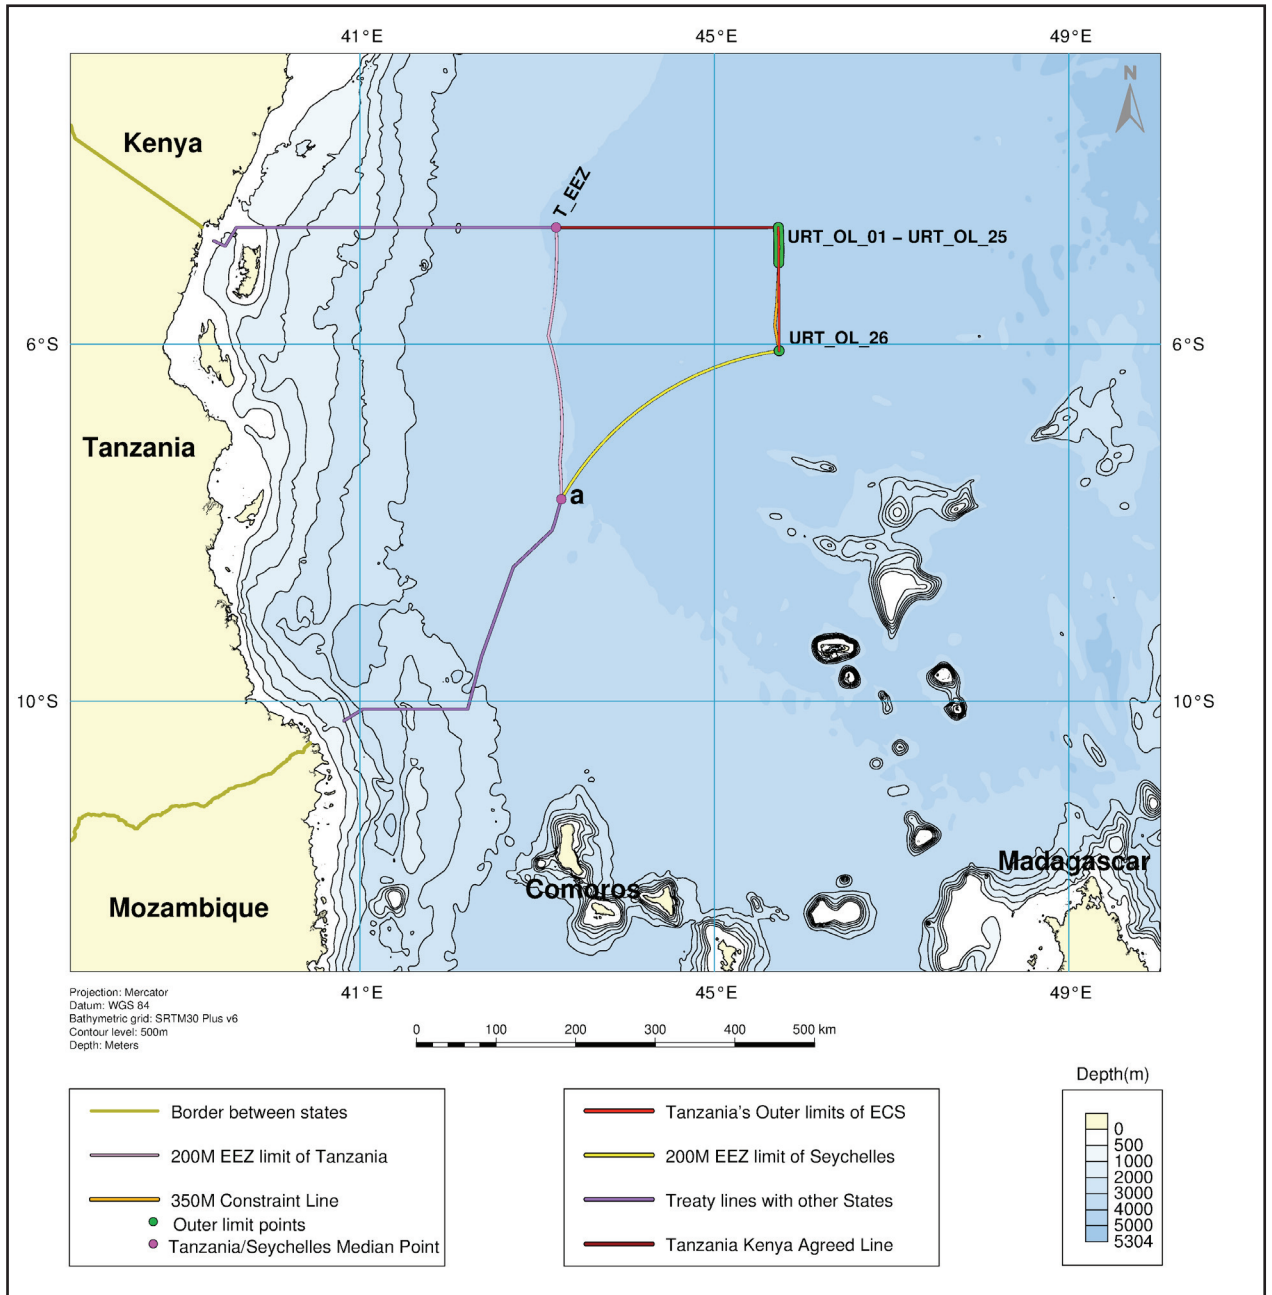 41°E 45°E 49°E
N
Kenya
T_EEZ
URT_OL_01 – URT_OL_25
6°S 6°S
URT_OL_26
Tanzania
a
10°S 10°S
Madagascar
Comoros
Mozambique
41°E 45°E 49°E
Projection: Mercator
Datum: WGS 84
Bathymetric grid: SRTM30 Plus v6
Contour level: 500m
Depth: Meters
0 100 200 300 400 500 km
Border between states
200M EEZ limit of Tanzania
350M Constraint Line
Outer limit points
Tanzania/Seychelles Median Point
Tanzania's Outer limits of ECS
200M EEZ limit of Seychelles
Treaty lines with other States
Tanzania Kenya Agreed Line
Depth(m)
0
500
1000
2000
3000
4000
5000
5304